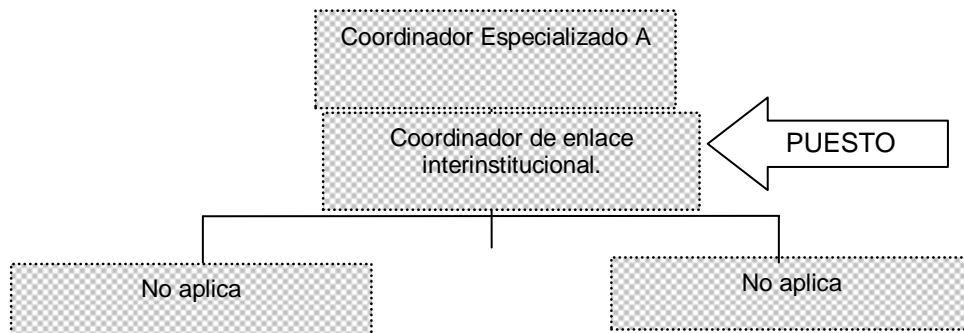 Coordinador Especializado A
Coordinador de enlace
interinstitucional.
PUESTO
No aplica
No aplica